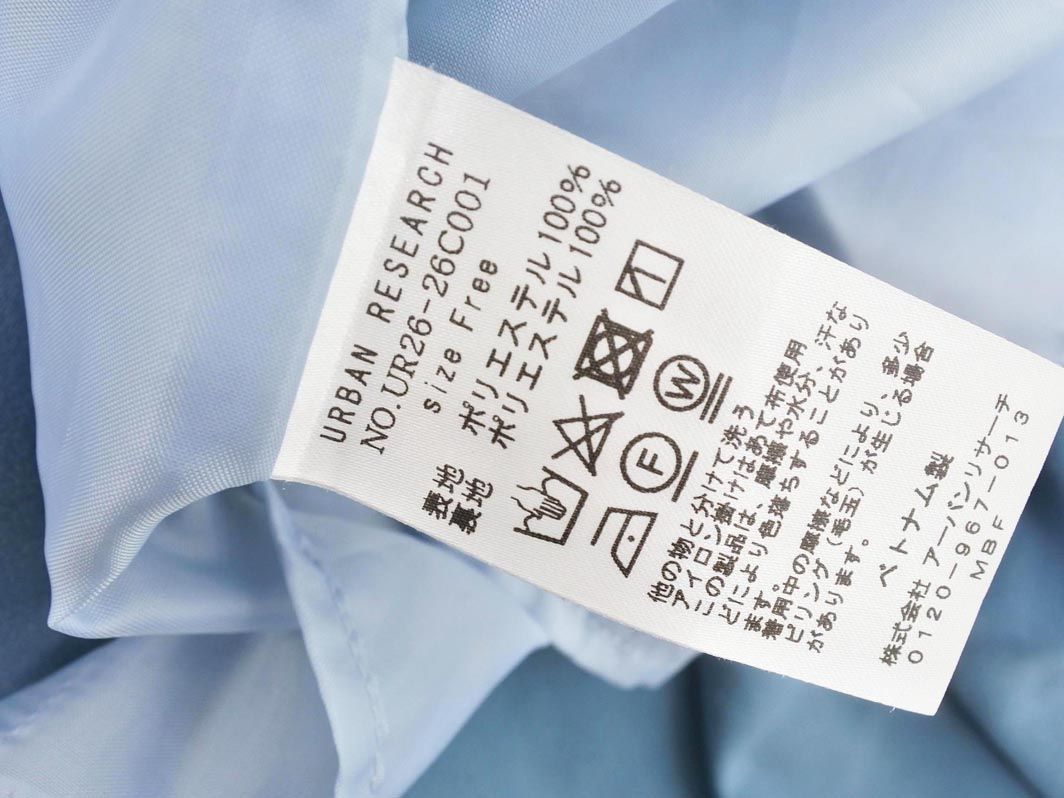 URBAN RESEARCH
NO.UR26-26C001
size Free
表地 ポリエステル100%
裏地 ポリエステル100%
F
W
他の物と分けて洗う
アイロン掛けはあて布使用
この製品は、摩擦や水分、汗な
どにより色落ちすることがあり
ます。
着用中の摩擦などにより、多少
ピリング(毛玉)が生じる場合
があります。
ベトナム製
株式会社 アーバンリサーチ
0120-967-013
MBF